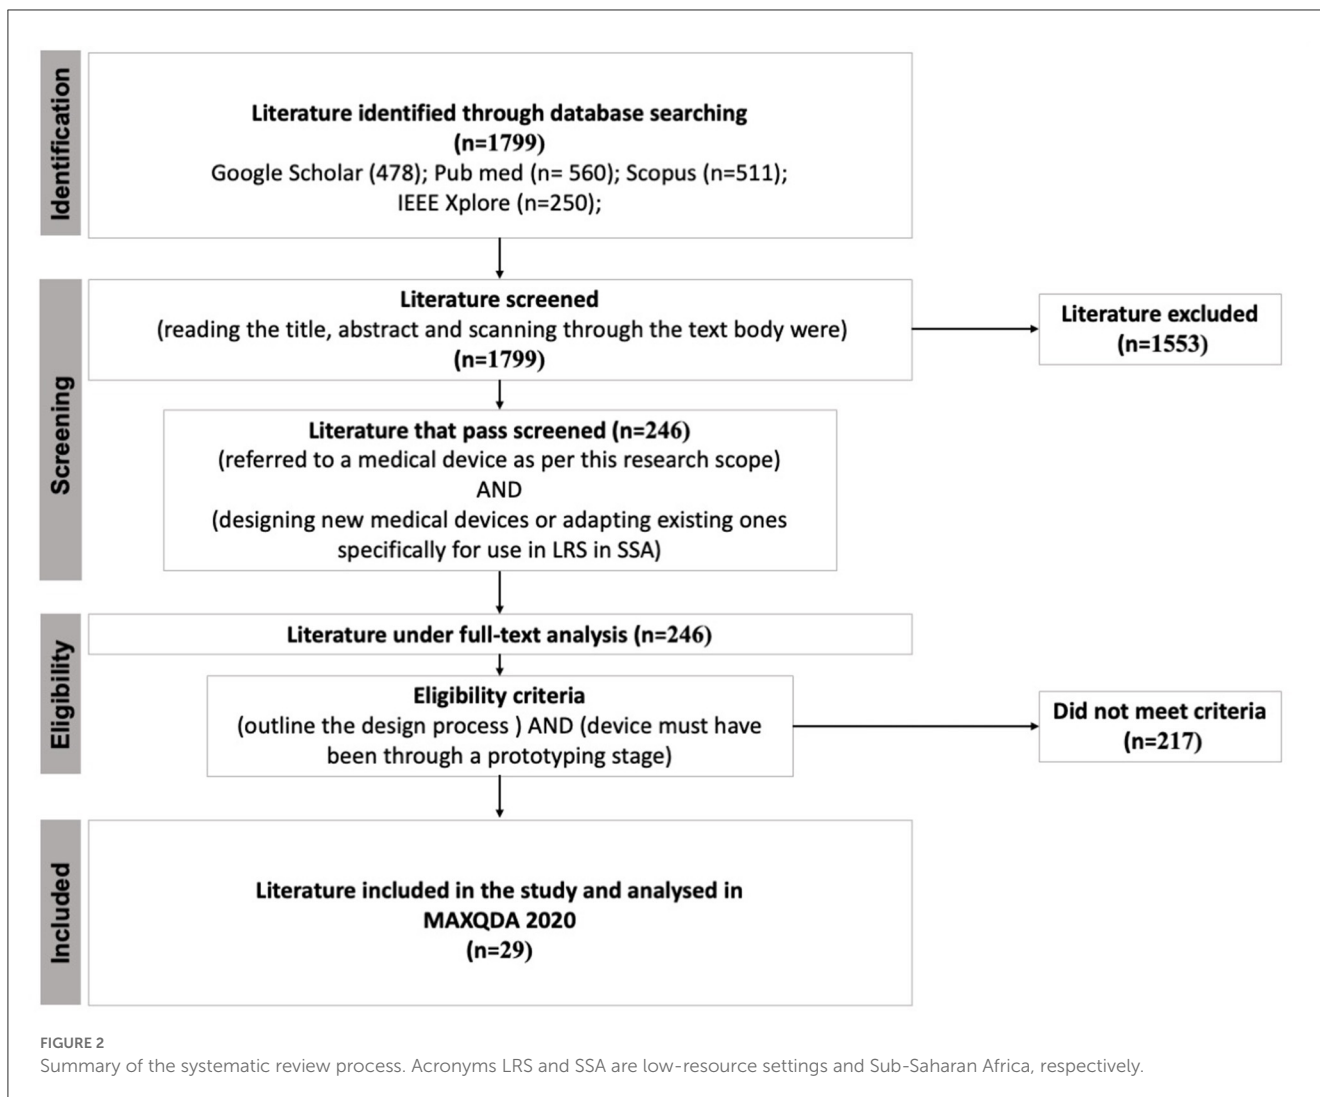 Identification
Literature identified through database searching
(n=1799)
Google Scholar (478); Pub med (n= 560); Scopus (n=511);
IEEE Xplore (n=250);
Screening
Literature screened
(reading the title, abstract and scanning through the text body were)
(n=1799)
Literature excluded
(n=1553)
Literature that pass screened (n=246)
(referred to a medical device as per this research scope)
AND
(designing new medical devices or adapting existing ones
specifically for use in LRS in SSA)
Eligibility
Literature under full-text analysis (n=246)
Eligibility criteria
(outline the design process ) AND (device must have
been through a prototyping stage)
Did not meet criteria
(n=217)
Included
Literature included in the study and analysed in
MAXQDA 2020
(n=29)
FIGURE 2
Summary of the systematic review process. Acronyms LRS and SSA are low-resource settings and Sub-Saharan Africa, respectively.